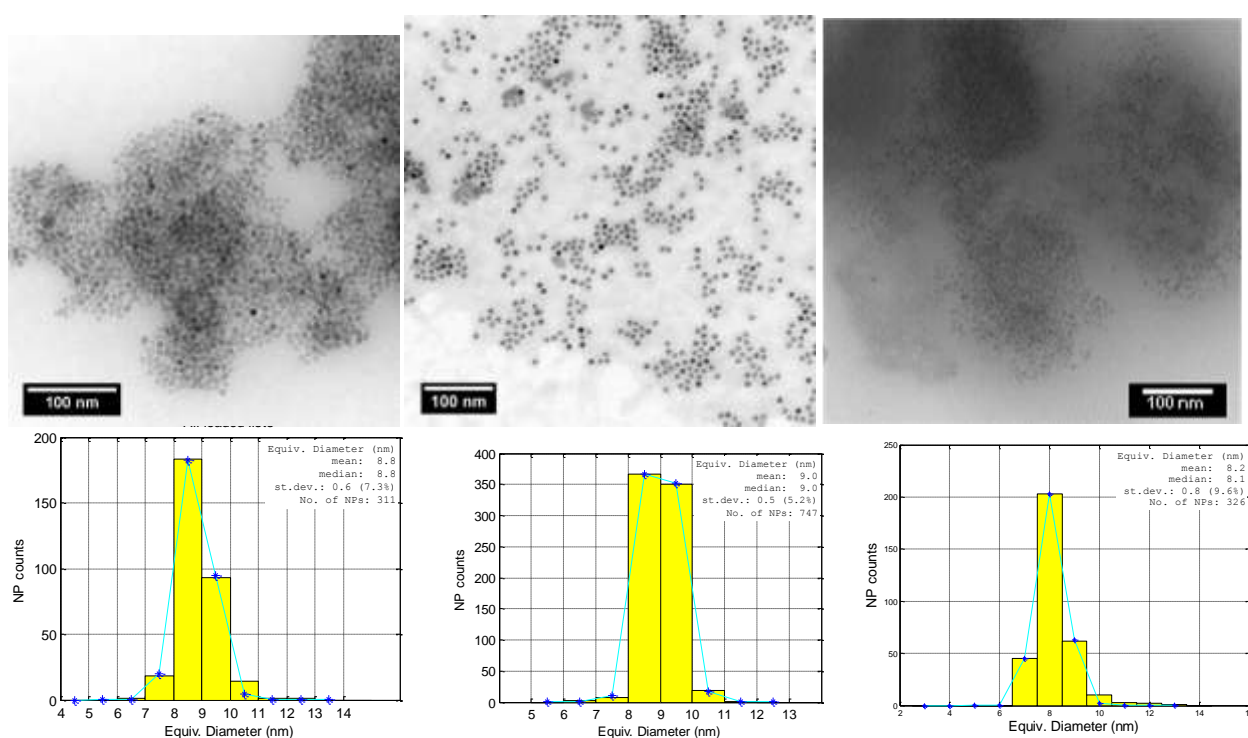 100 nm
100 nm
100 nm
200
150
100
50
0
NP counts
4 5 6 7 8 9 10 11 12 13 14
Equiv. Diameter (nm)
Equiv. Diameter (nm)
mean: 8.8
median: 8.8
st.dev.: 0.6 (7.3%)
No. of NPs: 311
400
350
300
250
200
150
100
50
0
NP counts
5 6 7 8 9 10 11 12 13
Equiv. Diameter (nm)
Equiv. Diameter (nm)
mean: 9.0
median: 9.0
st.dev.: 0.5 (5.2%)
No. of NPs: 747
250
200
150
100
50
0
NP counts
2 4 6 8 10 12 14 16
Equiv. Diameter (nm)
Equiv. Diameter (nm)
mean: 8.2
median: 8.1
st.dev.: 0.8 (9.6%)
No. of NPs: 326